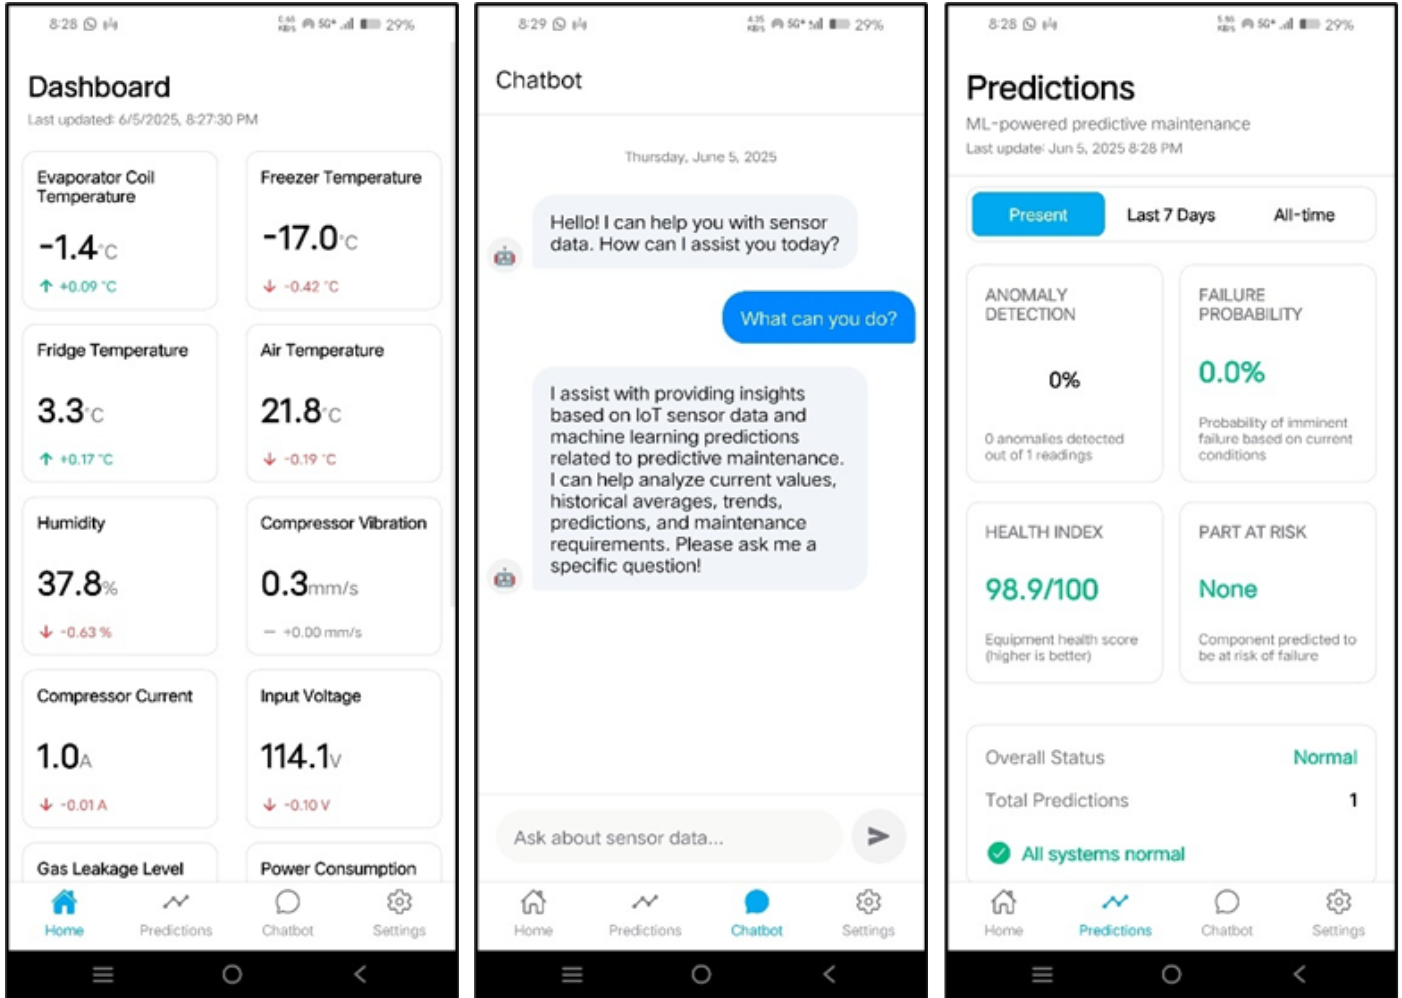 8:28
0.65 KB/S 5G+ 29%
Dashboard
Last updated: 6/5/2025, 8:27:30 PM
Evaporator Coil
Temperature
-1.4°C
+0.09 °C
Freezer Temperature
-17.0°C
-0.42 °C
Fridge Temperature
3.3°C
+0.17 °C
Air Temperature
21.8°C
-0.19 °C
Humidity
37.8%
-0.63 %
Compressor Vibration
0.3mm/s
+0.00 mm/s
Compressor Current
1.0A
-0.01 A
Input Voltage
114.1V
-0.10 V
Gas Leakage Level
Power Consumption
Home
Predictions
Chatbot
Settings
8:29
4.35 KB/S 5G+ 29%
Chatbot
Thursday, June 5, 2025
Hello! I can help you with sensor
data. How can I assist you today?
What can you do?
I assist with providing insights
based on IoT sensor data and
machine learning predictions
related to predictive maintenance.
I can help analyze current values,
historical averages, trends,
predictions, and maintenance
requirements. Please ask me a
specific question!
Ask about sensor data...
Home
Predictions
Chatbot
Settings
8:28
KB/S 5G+ 29%
Predictions
ML-powered predictive maintenance
Last update: Jun 5, 2025 8:28 PM
Present
Last 7 Days
All-time
ANOMALY
DETECTION
0%
0 anomalies detected
out of 1 readings
FAILURE
PROBABILITY
0.0%
Probability of imminent
failure based on current
conditions
HEALTH INDEX
98.9/100
Equipment health score
(higher is better)
PART AT RISK
None
Component predicted to
be at risk of failure
Overall Status Normal
Total Predictions 1
All systems normal
Home
Predictions
Chatbot
Settings